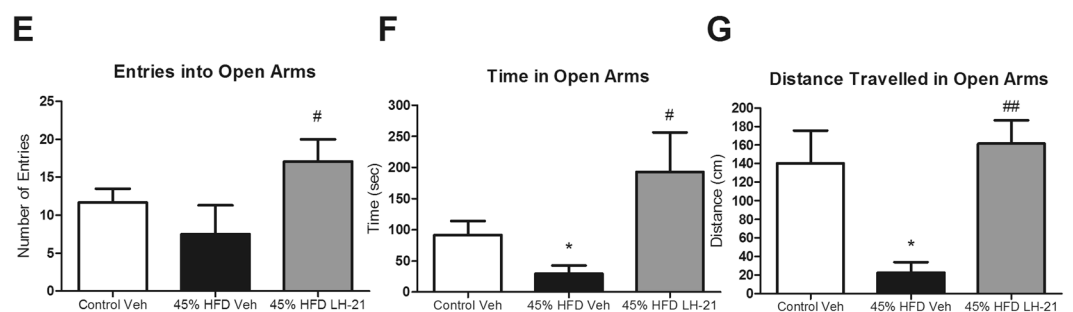 E
Entries into Open Arms
Number of Entries
25
20
15
10
5
0
#
Control Veh
45% HFD Veh
45% HFD LH-21
F
Time in Open Arms
Time (sec)
300
250
200
150
100
50
0
*
#
Control Veh
45% HFD Veh
45% HFD LH-21
G
Distance Travelled in Open Arms
Distance (cm)
200
180
160
140
120
100
80
60
40
20
0
*
##
Control Veh
45% HFD Veh
45% HFD LH-21